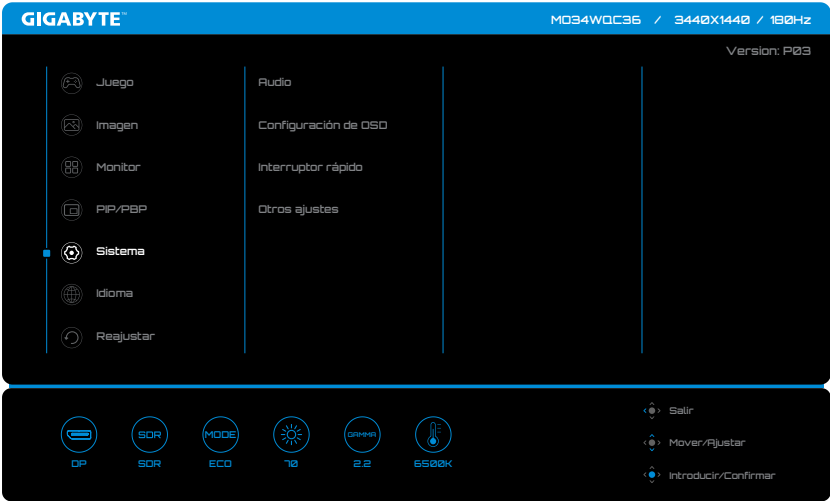 GIGABYTE™
MO34WQC36 / 3440X1440 / 180Hz
Version: P03
Juego
Audio
Imagen
Configuración de OSD
Monitor
Interruptor rápido
PIP/PBP
Otros ajustes
Sistema
Idioma
Reajustar
Salir
SDR
MODE
GAMMA
Mover/Ajustar
DP
SDR
ECO
70
2.2
6500K
Introducir/Confirmar